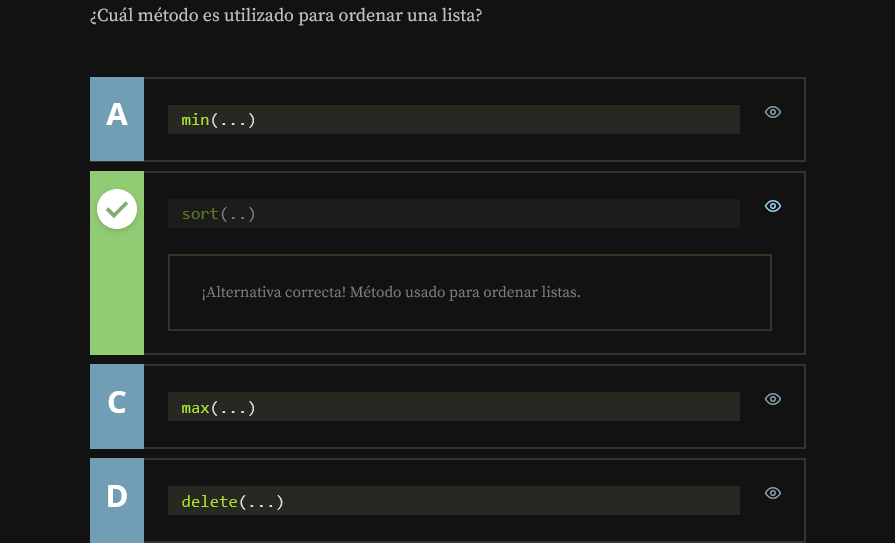 ¿Cuál método es utilizado para ordenar una lista?
A
min(...)
sort(..)
¡Alternativa correcta! Método usado para ordenar listas.
C
max(...)
D
delete(...)